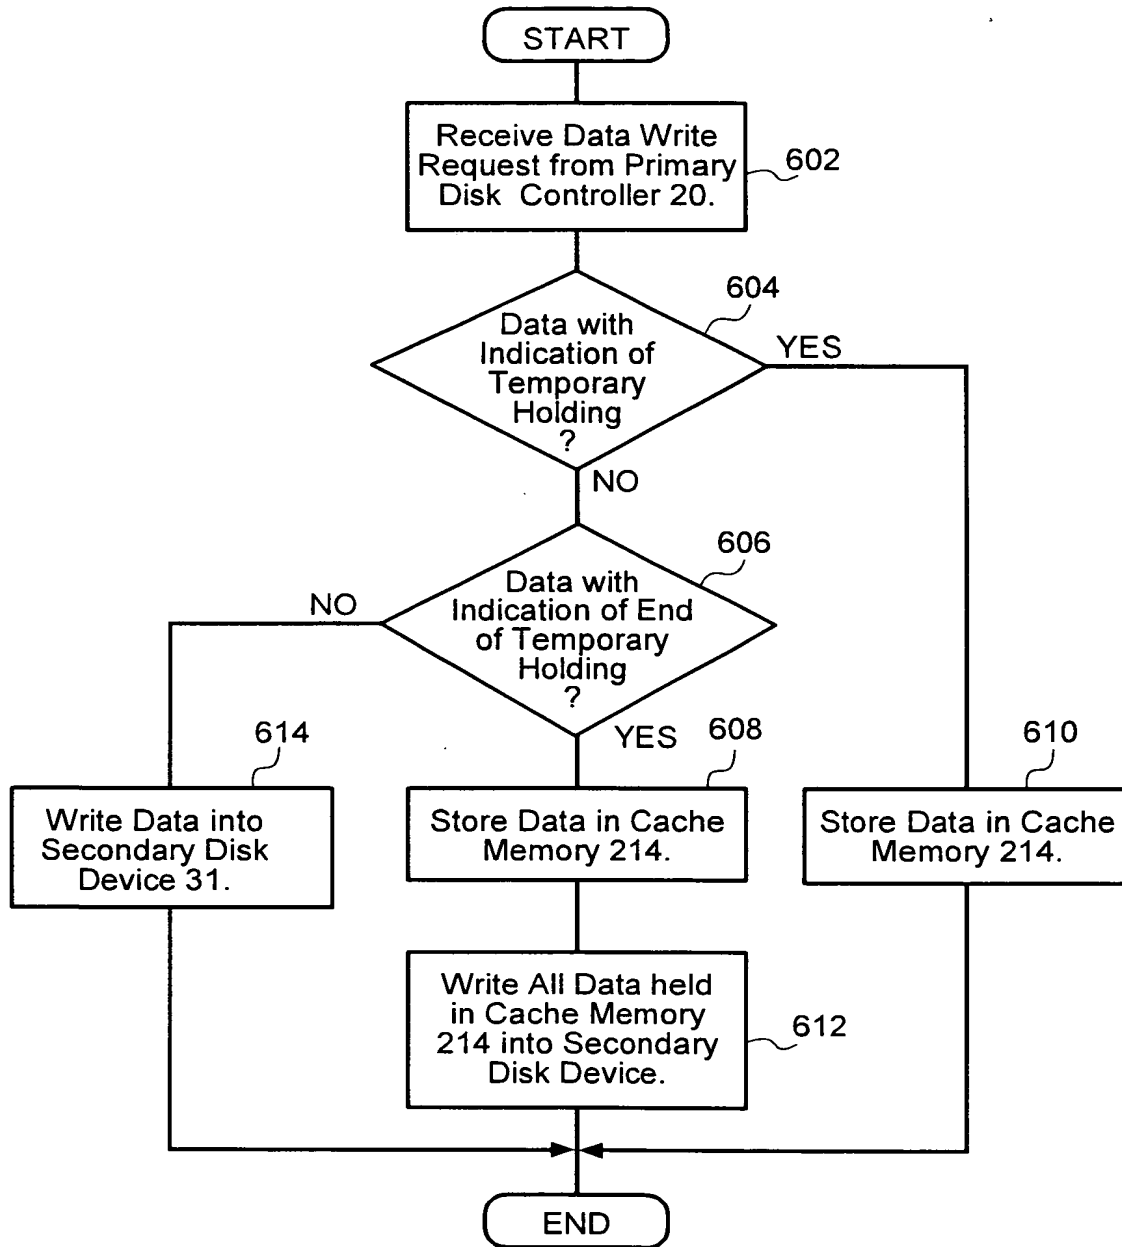 START
Receive Data Write
Request from Primary
Disk Controller 20.
602
604
Data with
Indication of
Temporary
Holding
?
YES
NO
606
Data with
Indication of End
of Temporary
Holding
?
NO
YES
614
608
610
Write Data into
Secondary Disk
Device 31.
Store Data in Cache
Memory 214.
Store Data in Cache
Memory 214.
Write All Data held
in Cache Memory
214 into Secondary
Disk Device.
612
END